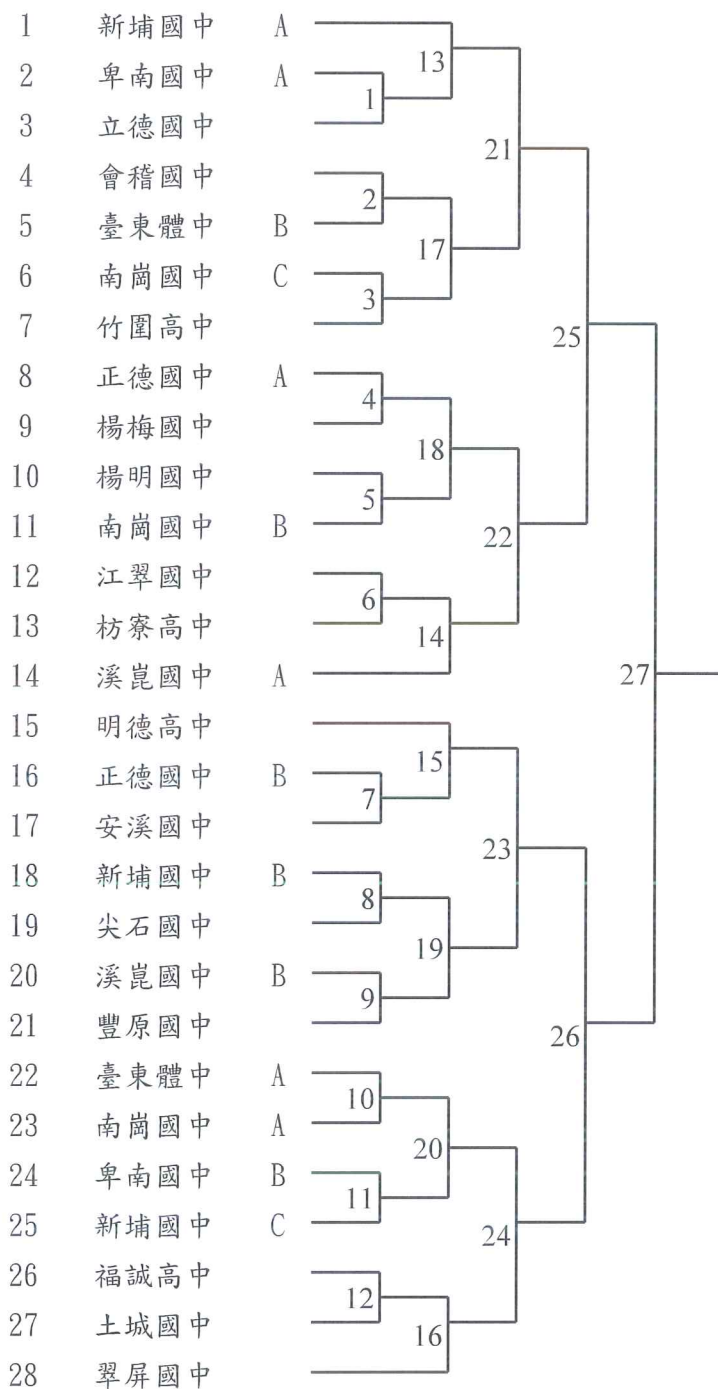 1 新埔國中 A
2 卑南國中 A
3 立德國中
4 會稽國中
5 臺東體中 B
6 南崗國中 C
7 竹圍高中
8 正德國中 A
9 楊梅國中
10 楊明國中
11 南崗國中 B
12 江翠國中
13 枋寮高中
14 溪崑國中 A
15 明德高中
16 正德國中 B
17 安溪國中
18 新埔國中 B
19 尖石國中
20 溪崑國中 B
21 豐原國中
22 臺東體中 A
23 南崗國中 A
24 卑南國中 B
25 新埔國中 C
26 福誠高中
27 土城國中
28 翠屏國中
1
2
3
4
5
6
7
8
9
10
11
12
13
17
18
14
15
19
20
16
21
22
23
24
25
26
27